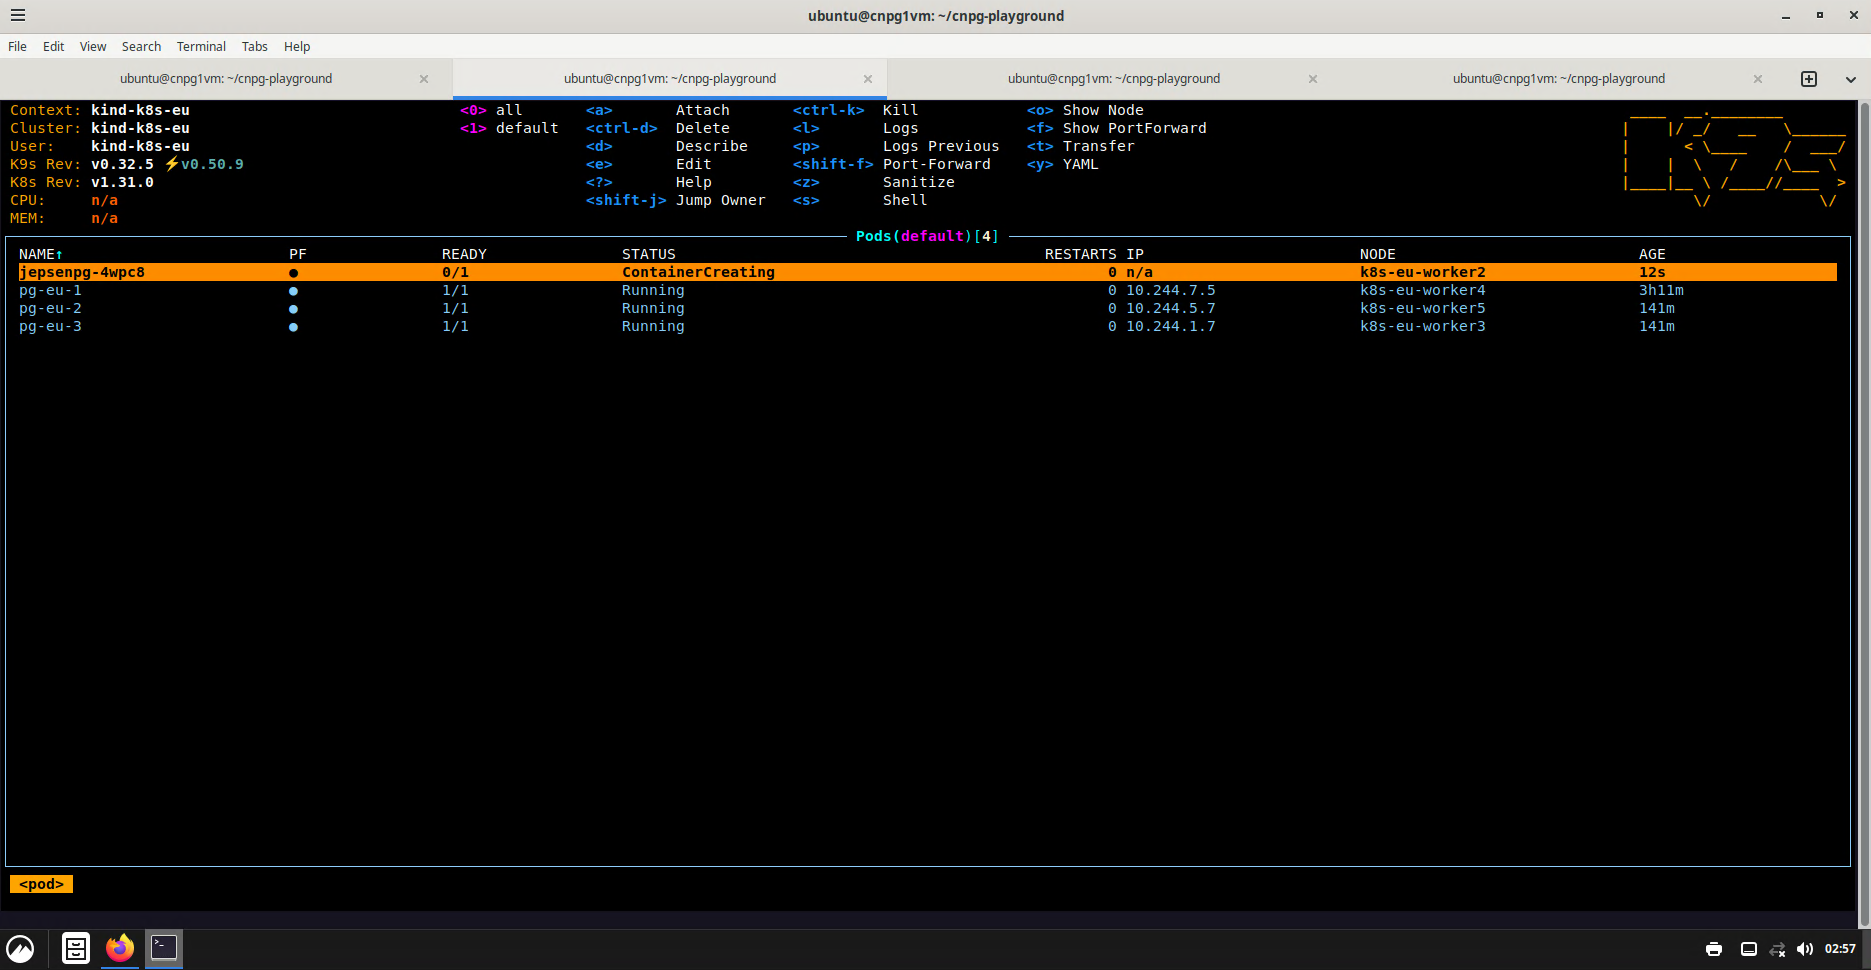 ubuntu@cnpg1vm: ~/cnpg-playground
File Edit View Search Terminal Tabs Help
ubuntu@cnpg1vm: ~/cnpg-playground ubuntu@cnpg1vm: ~/cnpg-playground ubuntu@cnpg1vm: ~/cnpg-playground ubuntu@cnpg1vm: ~/cnpg-playground
Context: kind-k8s-eu <0> all <a> Attach <ctrl-k> Kill <o> Show Node
Cluster: kind-k8s-eu <1> default <ctrl-d> Delete <l> Logs <f> Show PortForward
User: kind-k8s-eu <d> Describe <p> Logs Previous <t> Transfer
K9s Rev: v0.32.5 ⚡v0.50.9 <e> Edit <shift-f> Port-Forward <y> YAML
K8s Rev: v1.31.0 <?> Help <z> Sanitize
CPU: n/a <shift-j> Jump Owner <s> Shell
MEM: n/a
Pods(default)[4]
NAME↑ PF READY STATUS RESTARTS IP NODE AGE
jepsenpg-4wpc8 ● 0/1 ContainerCreating 0 n/a k8s-eu-worker2 12s
pg-eu-1 ● 1/1 Running 0 10.244.7.5 k8s-eu-worker4 3h11m
pg-eu-2 ● 1/1 Running 0 10.244.5.7 k8s-eu-worker5 141m
pg-eu-3 ● 1/1 Running 0 10.244.1.7 k8s-eu-worker3 141m
<pod>
02:57